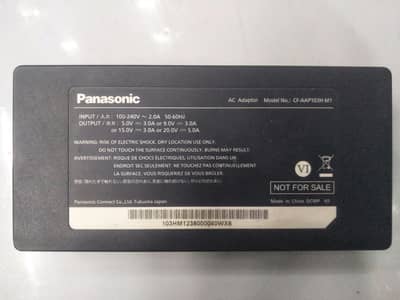 Panasonic
AC Adaptor Model No.: CF-AAP103H M1
INPUT / 入力 : 100-240V ～ 2.0A 50-60Hz
OUTPUT / 出力 : 5.0V ⎓ 3.0A or 9.0V ⎓ 3.0A
or 15.0V ⎓ 3.0A or 20.0V ⎓ 5.0A
WARNING: RISK OF ELECTRIC SHOCK. DRY LOCATION USE ONLY.
DO NOT TOUCH THE SURFACE CONTINUOUSLY. BURNS MAY RESULT.
AVERTISSEMENT: RISQUE DE CHOCS ÉLECTRIQUES, UTILISATION DANS UN
ENDROIT SEC SEULEMENT. NE TOUCHEZ PAS CONTINUELLEMENT
LA SURFACE, VOUS RISQUERIEZ DE VOUS BRÛLER.
VI
NOT FOR SALE
Panasonic Connect Co., Ltd. Fukuoka Japan
Made in China
103HM1238000040WXB